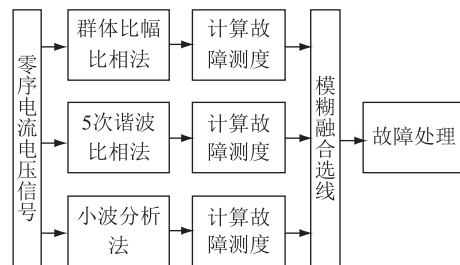 零序电流电压信号
群体比幅
比相法
计算故
障测度
5次谐波
比相法
计算故
障测度
小波分析
法
计算故
障测度
模糊融合选线
故障处理